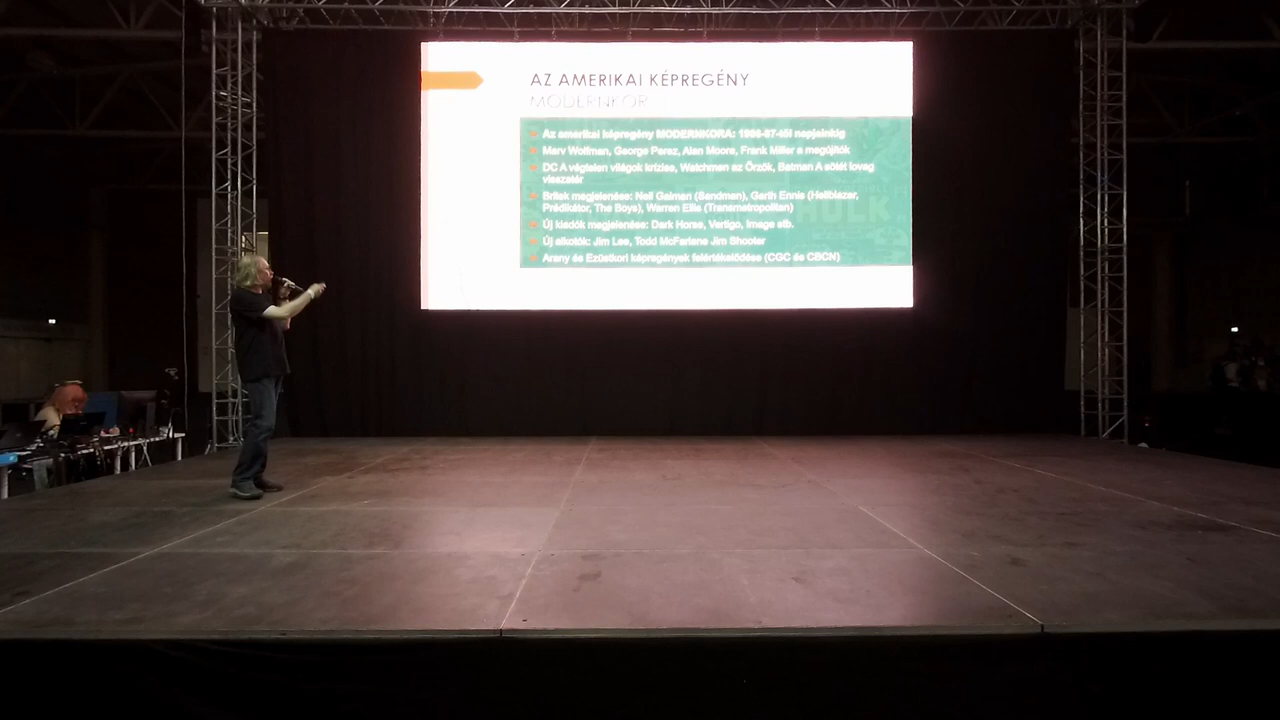 AZ AMERIKAI KÉPREGÉNY
MODERNKOR
Az amerikai képregény MODERNKORA: 1986-87-től napjainkig
Marv Wolfman, George Perez, Alan Moore, Frank Miller a megújítók
DC A végtelen világok krízise, Watchmen az Őrzők, Batman A sötét lovag
visszatér
Britek megjelenése: Neil Gaiman (Sandman), Garth Ennis (Hellblazer,
Prédikátor, The Boys), Warren Ellis (Transmetropolitan)
Új kiadók megjelenése: Dark Horse, Vertigo, Image stb.
Új alkotók: Jim Lee, Todd McFarlane Jim Shooter
Arany és Ezüstkori képregények felértékelődése (CGC és CBCN)
HULK